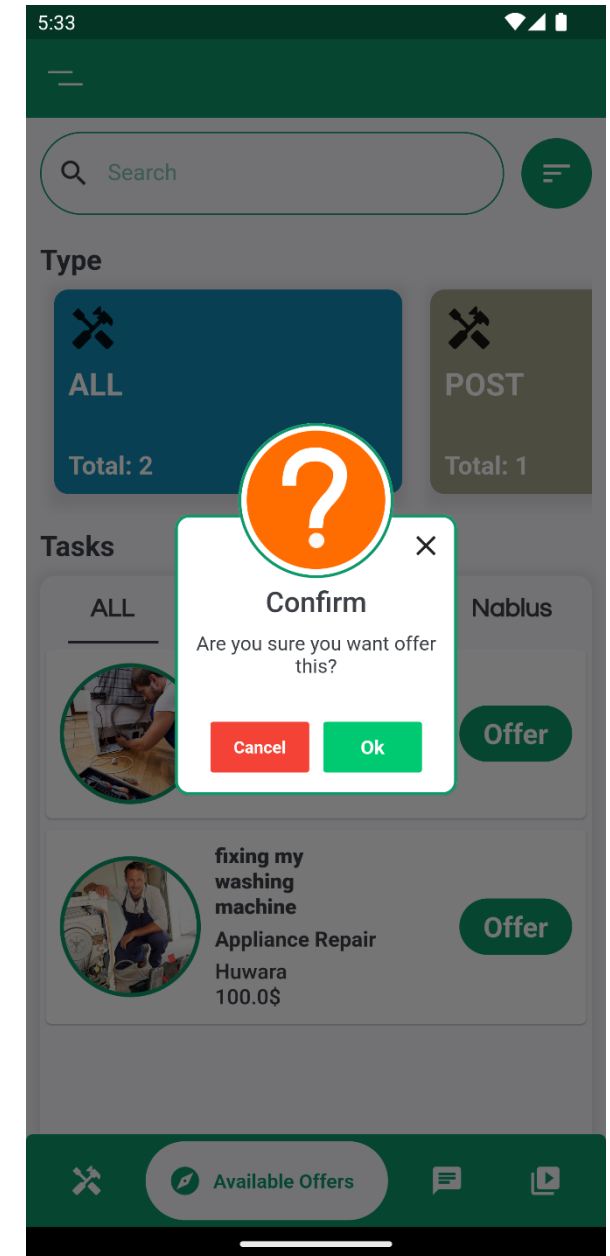 5:33
Search
Type
ALL
Total: 2
POST
Total: 1
Tasks
ALL
Nablus
?
Confirm
Are you sure you want offer
this?
Cancel
Ok
Offer
fixing my
washing
machine
Appliance Repair
Huwara
100.0$
Offer
Available Offers